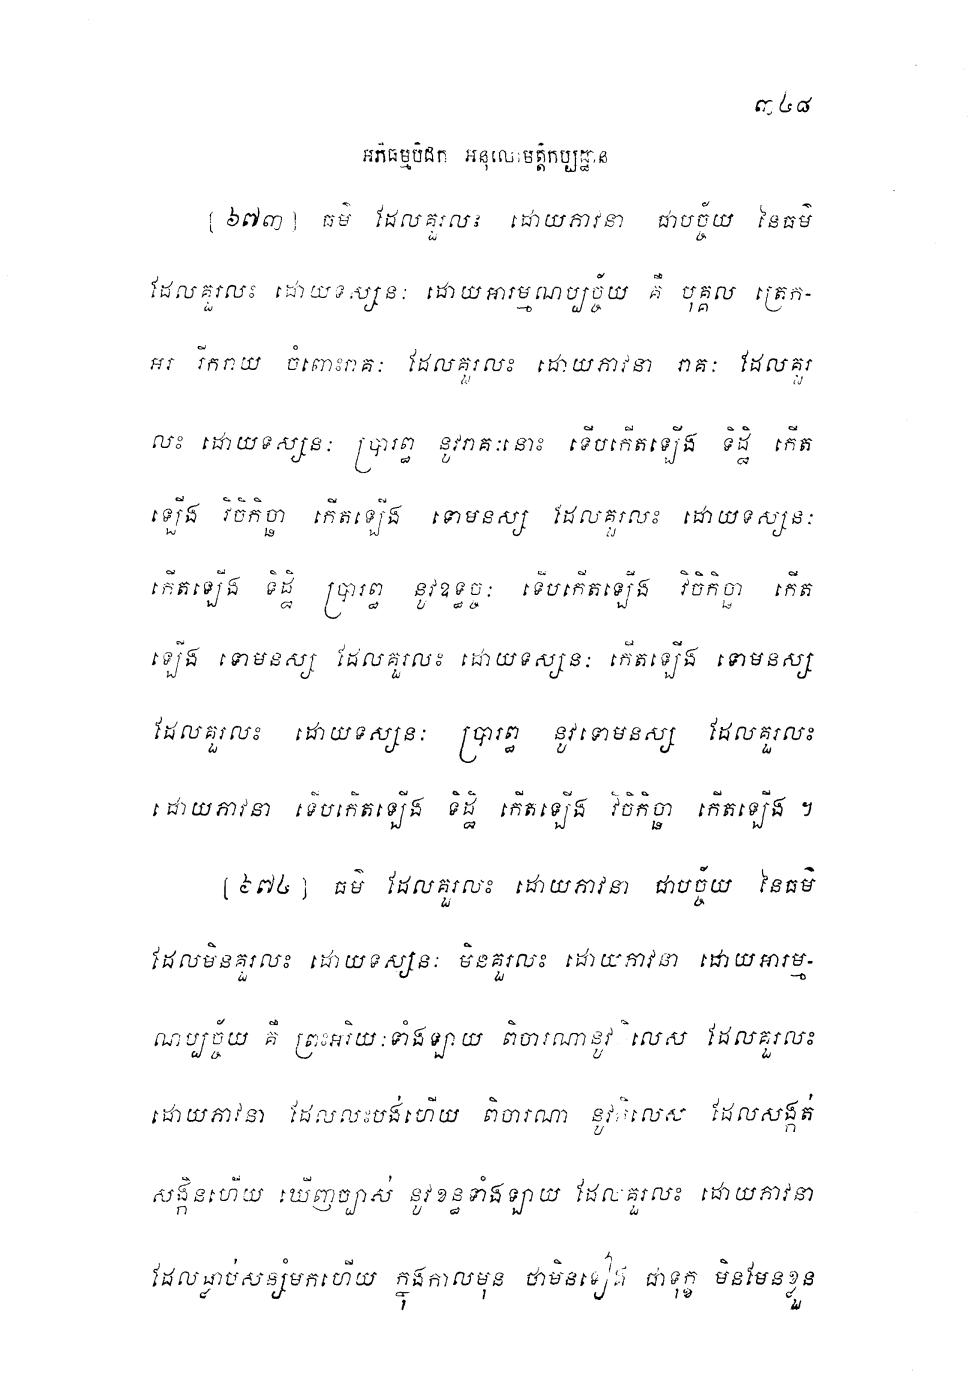 ៣៤៨
អភិធម្មបិដក អនុលោមត្តិកប្បដ្ឋាន
[៦៧៣] ធម៌ ដែលគួរលះ ដោយភាវនា ជាបច្ច័យ នៃធម៌
ដែលគួរលះ ដោយទស្សនៈ ដោយអារម្មណប្បច្ច័យ គឺ បុគ្គល ត្រេក-
អរ រីករាយ ចំពោះរាគៈ ដែលគួរលះ ដោយភាវនា រាគៈ ដែលគួរ
លះ ដោយទស្សនៈ ប្រារព្ធ នូវរាគៈនោះ ទើបកើតឡើង ទិដ្ឋិ កើត
ឡើង វិចិកិច្ឆា កើតឡើង ទោមនស្ស ដែលគួរលះ ដោយទស្សនៈ
កើតឡើង ទិដ្ឋិ ប្រារព្ធ នូវឧទ្ធច្ចៈ ទើបកើតឡើង វិចិកិច្ឆា កើត
ឡើង ទោមនស្ស ដែលគួរលះ ដោយទស្សនៈ កើតឡើង ទោមនស្ស
ដែលគួរលះ ដោយទស្សនៈ ប្រារព្ធ នូវទោមនស្ស ដែលគួរលះ
ដោយភាវនា ទើបកើតឡើង ទិដ្ឋិ កើតឡើង វិចិកិច្ឆា កើតឡើង ។
[៦៧៤] ធម៌ ដែលគួរលះ ដោយភាវនា ជាបច្ច័យ នៃធម៌
ដែលមិនគួរលះ ដោយទស្សនៈ មិនគួរលះ ដោយភាវនា ដោយអារម្ម-
ណប្បច្ច័យ គឺ ព្រះអរិយៈទាំងឡាយ ពិចារណានូវកិលេស ដែលគួរលះ
ដោយភាវនា ដែលលះបង់ហើយ ពិចារណា នូវកិលេស ដែលសង្កត់
សង្កិនហើយ ឃើញច្បាស់ នូវខន្ធទាំងឡាយ ដែលគួរលះ ដោយភាវនា
ដែលធ្លាប់សន្សំមកហើយ ក្នុងកាលមុន ថាមិនទៀង ជាទុក្ខ មិនមែនខ្លួន